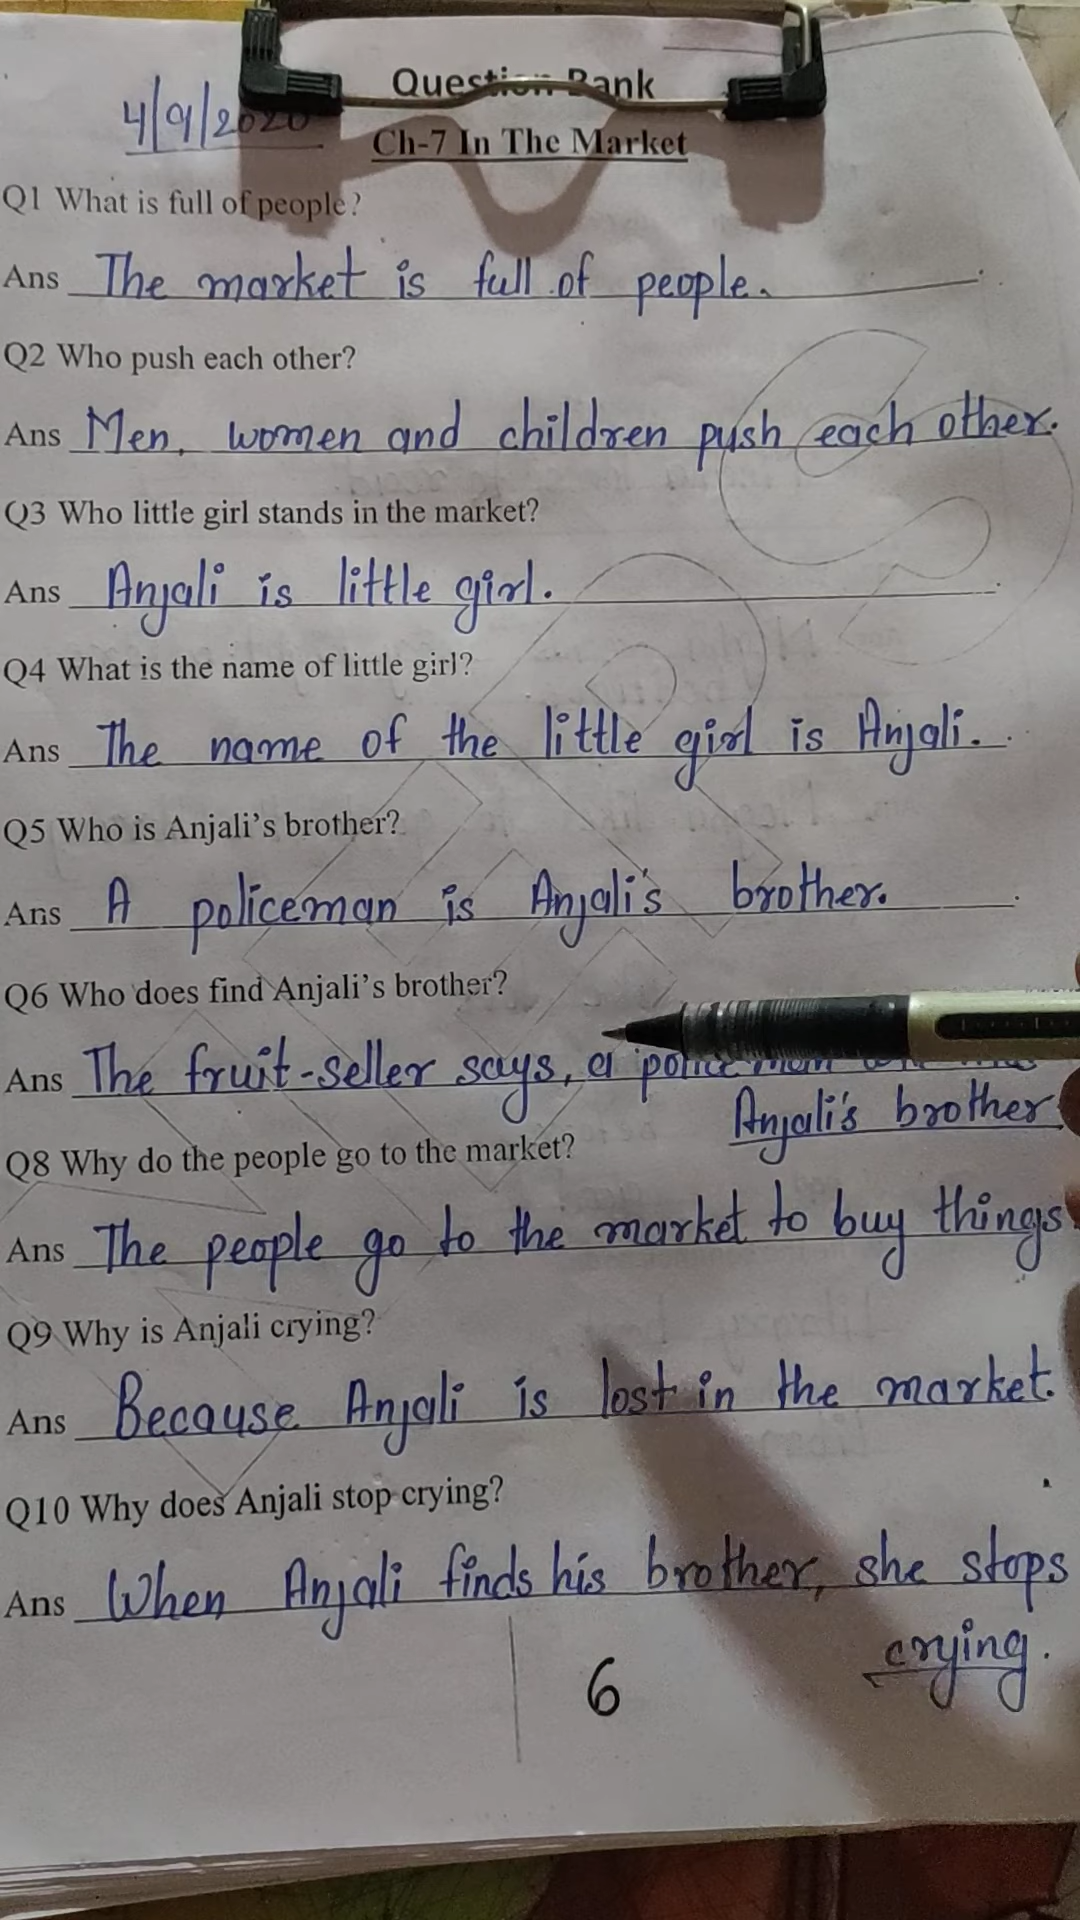 Question Bank
4/9/2020
Ch-7 In The Market
Q1 What is full of people?
Ans The market is full of people.
Q2 Who push each other?
Ans Men, women and children push each other.
Q3 Who little girl stands in the market?
Ans Anjali is little girl.
Q4 What is the name of little girl?
Ans The name of the little girl is Anjali.
Q5 Who is Anjali's brother?
Ans A policeman is Anjali's brother.
Q6 Who does find Anjali's brother?
Ans The fruit-seller says, a policeman
Anjali's brother
Q8 Why do the people go to the market?
Ans The people go to the market to buy things
Q9 Why is Anjali crying?
Ans Because Anjali is lost in the market.
Q10 Why does Anjali stop crying?
Ans When Anjali finds his brother, she stops
crying.
6